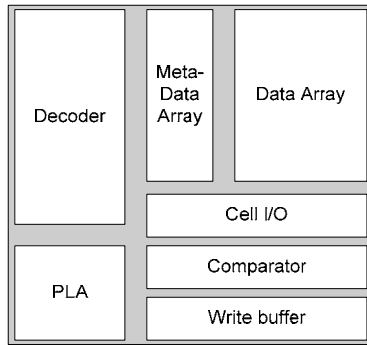 Decoder
Meta-
Data
Array
Data Array
Cell I/O
Comparator
PLA
Write buffer